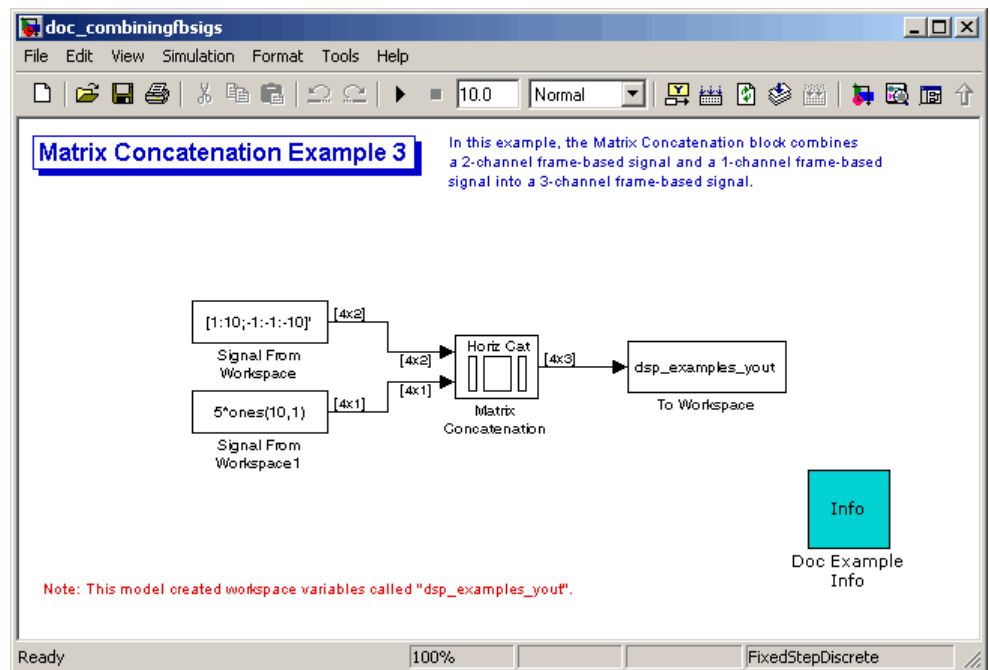 doc_combiningfbsigs
File Edit View Simulation Format Tools Help
10.0 Normal
Matrix Concatenation Example 3
In this example, the Matrix Concatenation block combines
a 2-channel frame-based signal and a 1-channel frame-based
signal into a 3-channel frame-based signal.
[1:10;-1:-1:-10]'
[4x2]
Signal From
Workspace
[4x2]
5*ones(10,1)
[4x1]
[4x1]
Signal From
Workspace1
Horiz Cat
[4x3]
Matrix
Concatenation
dsp_examples_yout
To Workspace
Info
Doc Example
Info
Note: This model created workspace variables called "dsp_examples_yout".
Ready 100% FixedStepDiscrete